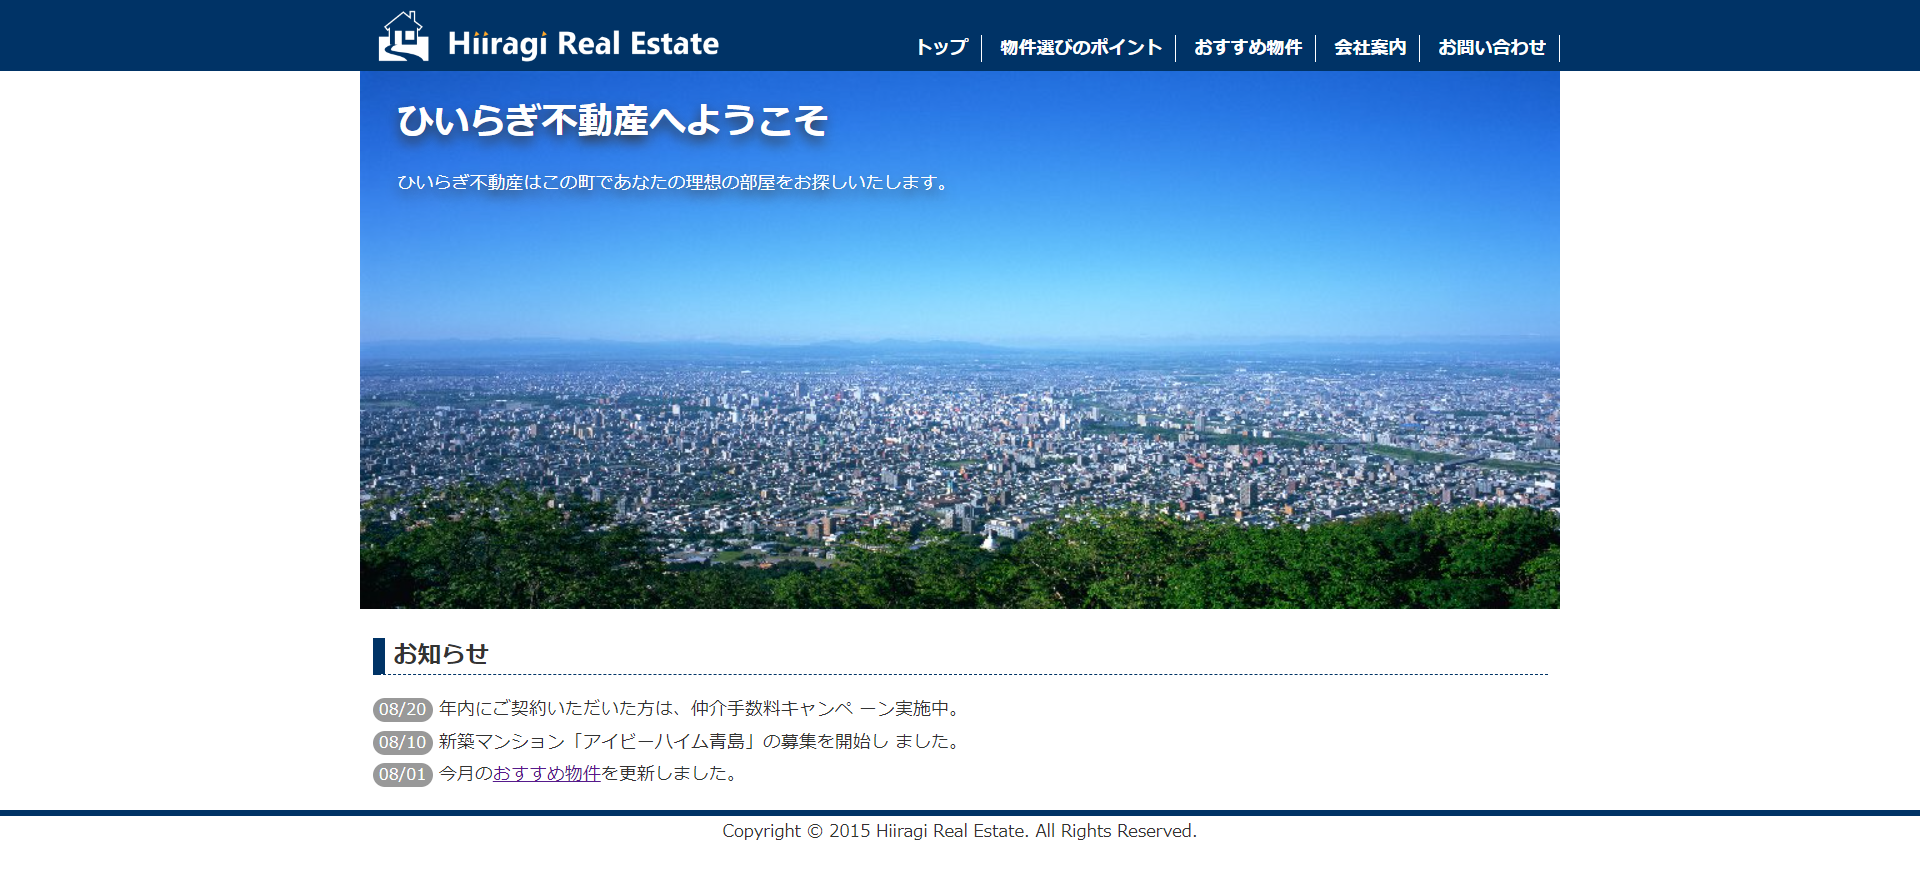 Hiiragi Real Estate
トップ 物件選びのポイント おすすめ物件 会社案内 お問い合わせ
ひいらぎ不動産へようこそ
ひいらぎ不動産はこの町であなたの理想の部屋をお探しいたします。
お知らせ
08/20 年内にご契約いただいた方は、仲介手数料キャンペ ーン実施中。
08/10 新築マンション「アイビーハイム青島」の募集を開始し ました。
08/01 今月のおすすめ物件を更新しました。
Copyright © 2015 Hiiragi Real Estate. All Rights Reserved.